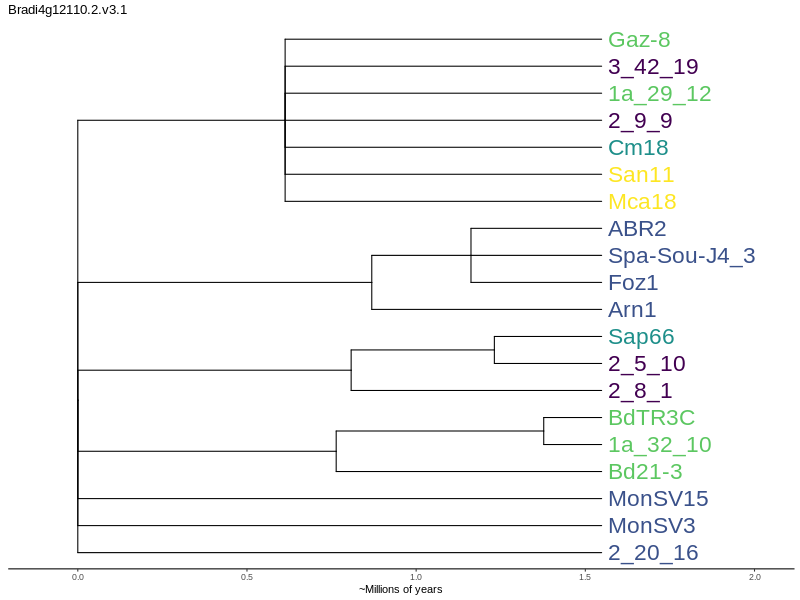 Bradi4g12110.2.v3.1
Gaz-8
3_42_19
1a_29_12
2_9_9
Cm18
San11
Mca18
ABR2
Spa-Sou-J4_3
Foz1
Arn1
Sap66
2_5_10
2_8_1
BdTR3C
1a_32_10
Bd21-3
MonSV15
MonSV3
2_20_16
0.0 0.5 1.0 1.5 2.0
~Millions of years